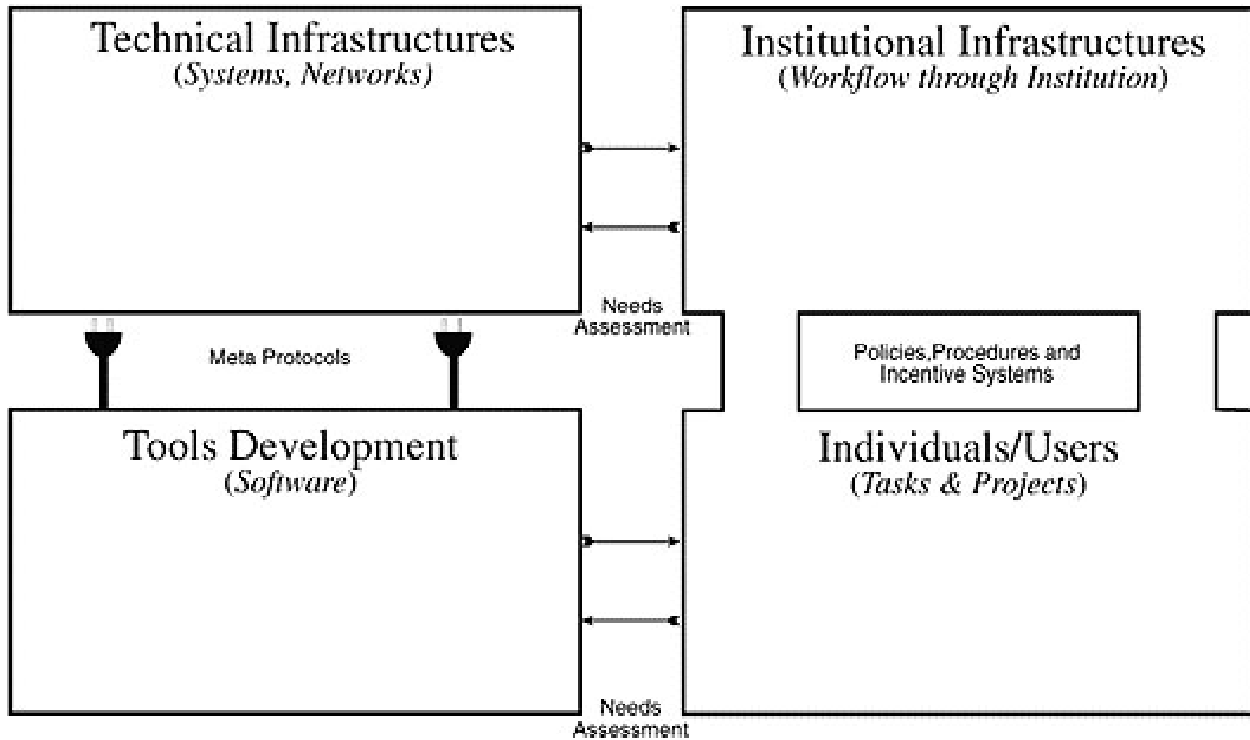 Technical Infrastructures
(Systems, Networks)
Institutional Infrastructures
(Workflow through Institution)
Needs
Assessment
Meta Protocols
Policies,Procedures and
Incentive Systems
Tools Development
(Software)
Individuals/Users
(Tasks & Projects)
Needs
Assessment